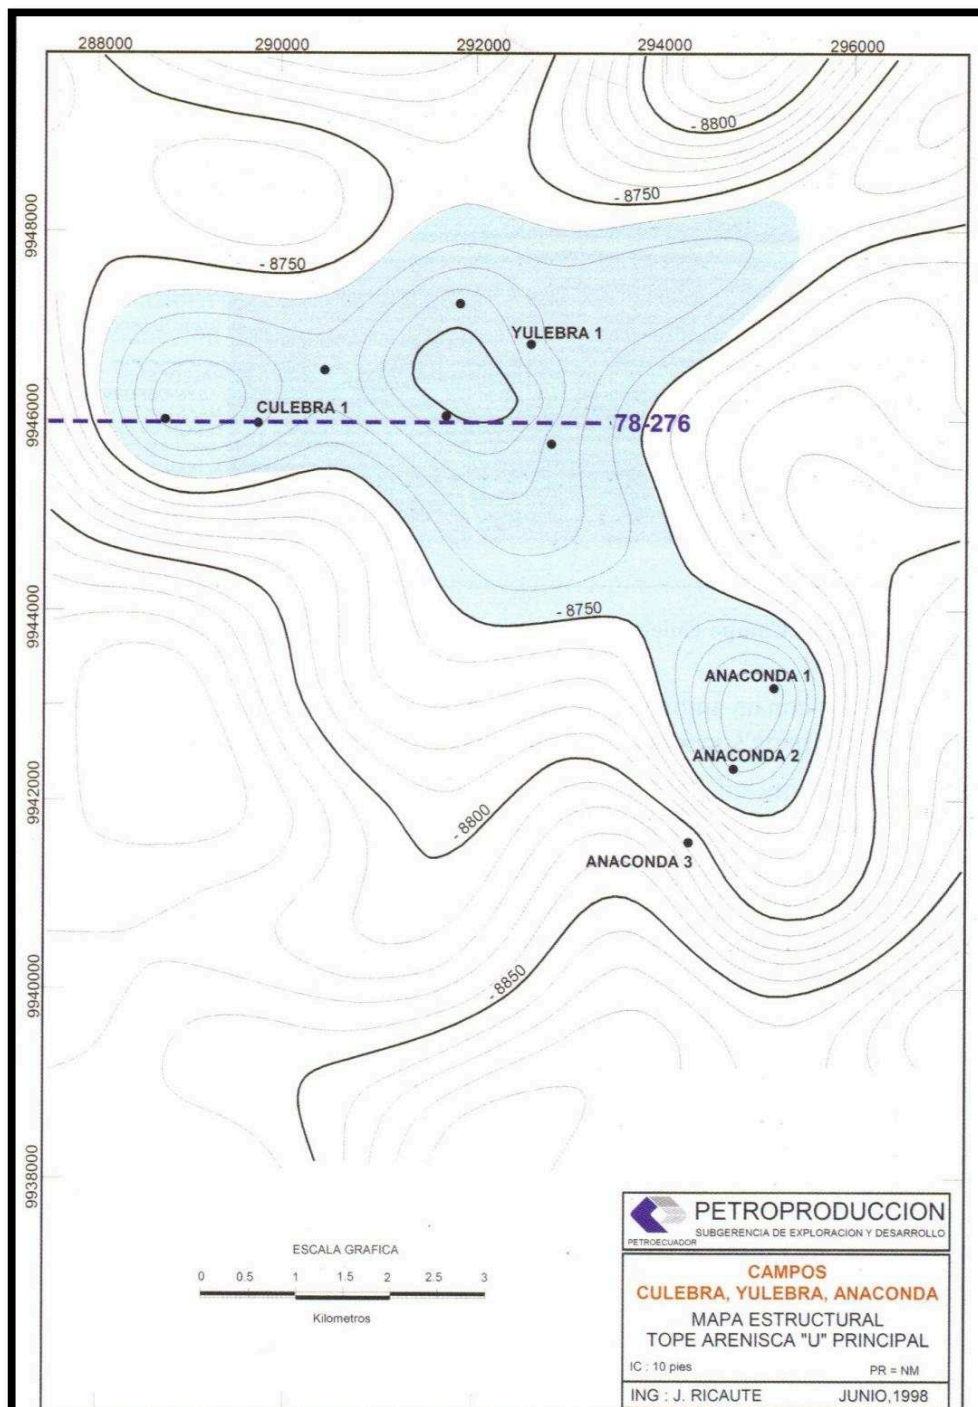 288000 290000 292000 294000 296000
- 8800
- 8750
9948000
- 8750
YULEBRA 1
CULEBRA 1
9946000
78-276
9944000
- 8750
ANACONDA 1
ANACONDA 2
9942000
- 8800
ANACONDA 3
9940000
- 8850
9938000
ESCALA GRAFICA
0 0.5 1 1.5 2 2.5 3
Kilometros
PETROPRODUCCION
SUBGERENCIA DE EXPLORACION Y DESARROLLO
PETROECUADOR
CAMPOS
CULEBRA, YULEBRA, ANACONDA
MAPA ESTRUCTURAL
TOPE ARENISCA "U" PRINCIPAL
IC : 10 pies PR = NM
ING : J. RICAUTE JUNIO,1998